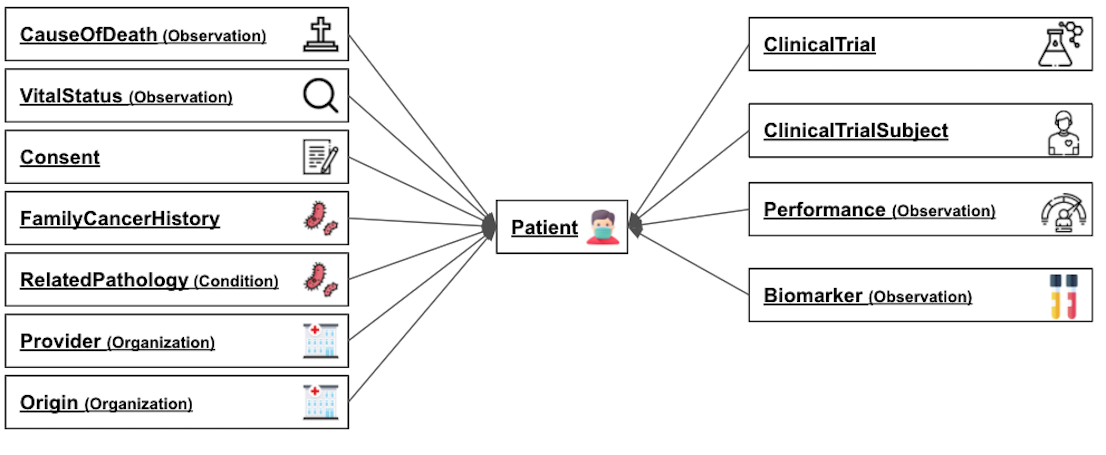 CauseOfDeath (Observation)
VitalStatus (Observation)
Consent
FamilyCancerHistory
RelatedPathology (Condition)
Provider (Organization)
Origin (Organization)
Patient
ClinicalTrial
ClinicalTrialSubject
Performance (Observation)
Biomarker (Observation)